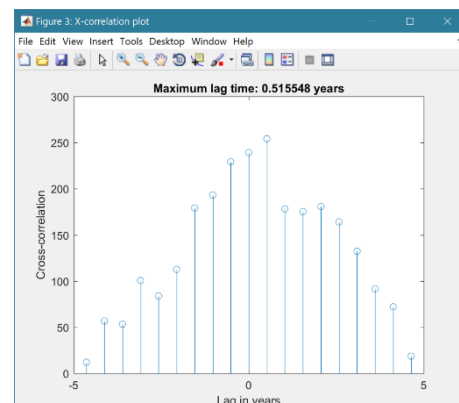 Figure 3: X-correlation plot
File Edit View Insert Tools Desktop Window Help
Maximum lag time: 0.515548 years
300
250
200
150
100
50
0
Cross-correlation
-5 0 5
Lag in years